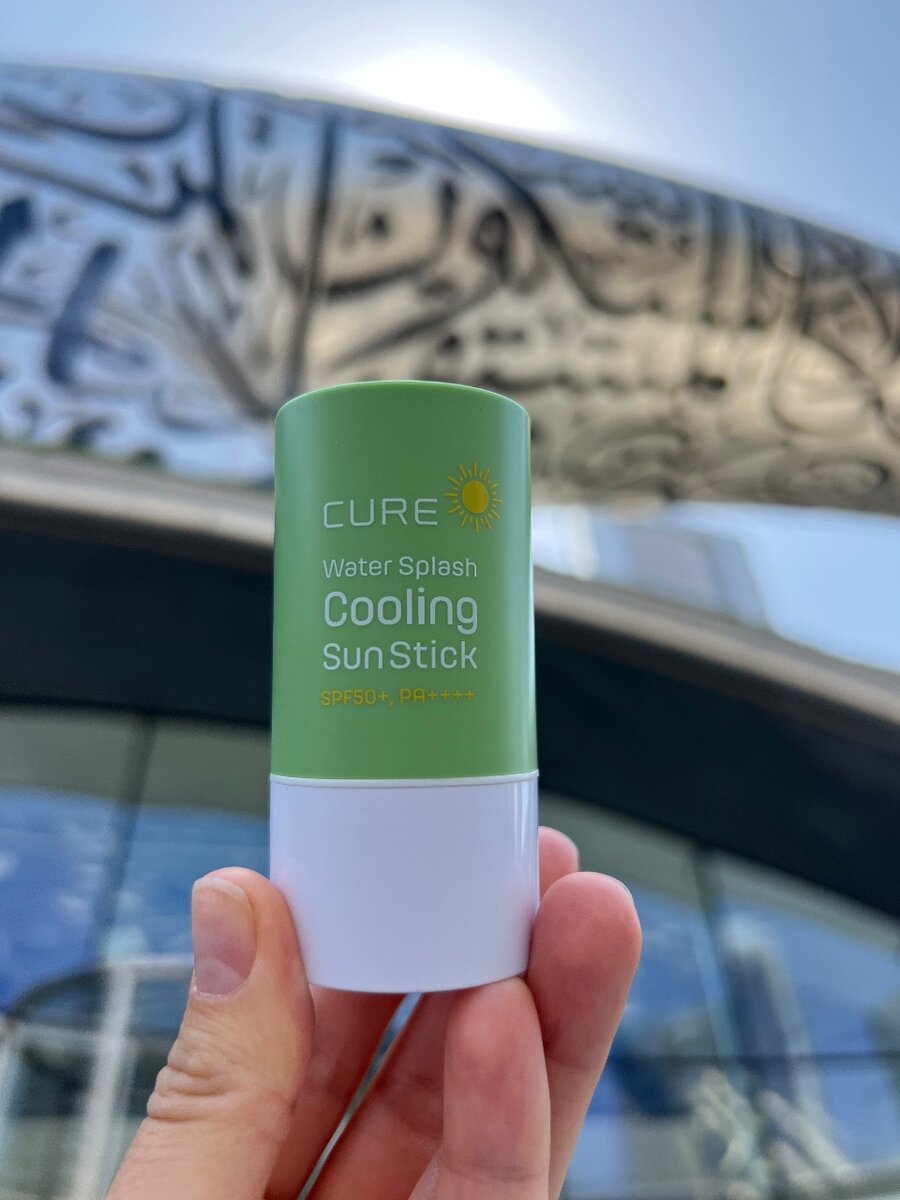 CURE
Water Splash
Cooling
Sun Stick
SPF50+, PA++++